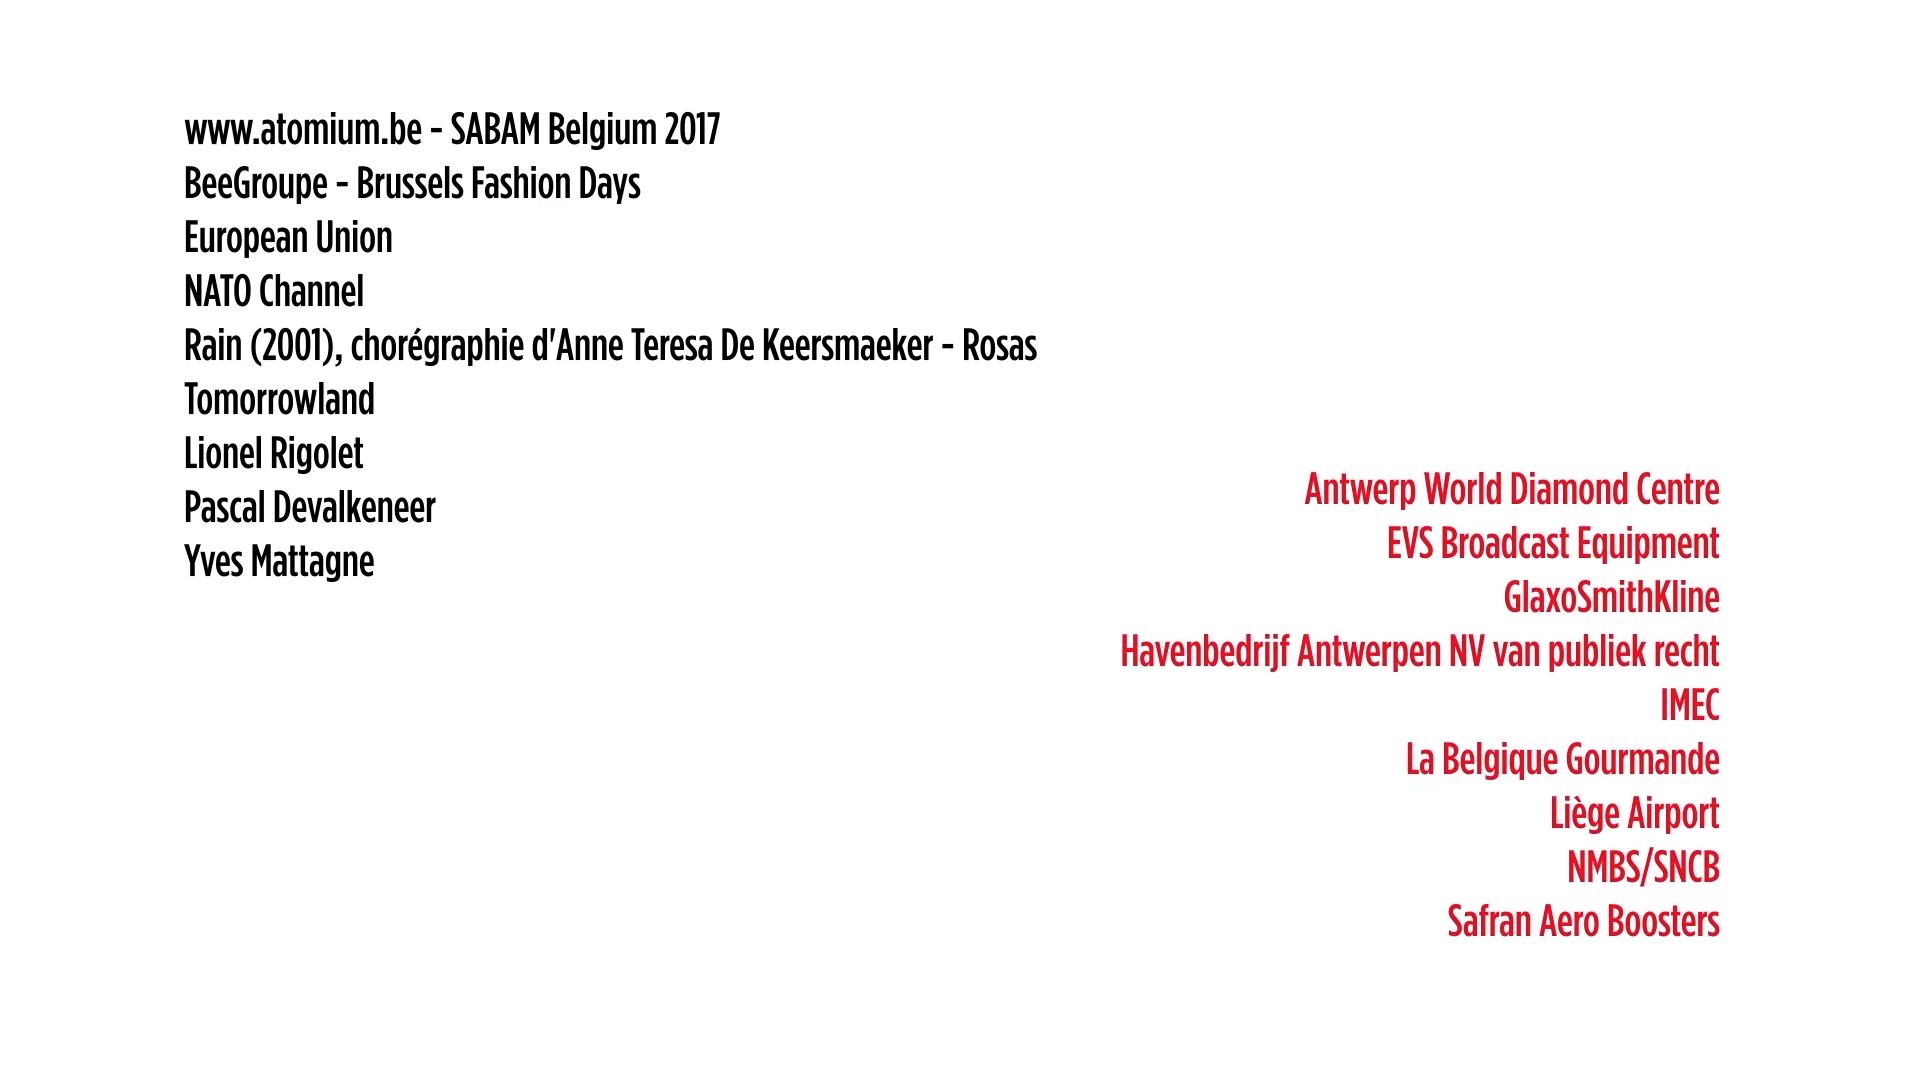 www.atomium.be - SABAM Belgium 2017
BeeGroupe - Brussels Fashion Days
European Union
NATO Channel
Rain (2001), chorégraphie d'Anne Teresa De Keersmaeker - Rosas
Tomorrowland
Lionel Rigolet
Pascal Devalkeneer
Yves Mattagne
Antwerp World Diamond Centre
EVS Broadcast Equipment
GlaxoSmithKline
Havenbedrijf Antwerpen NV van publiek recht
IMEC
La Belgique Gourmande
Liège Airport
NMBS/SNCB
Safran Aero Boosters